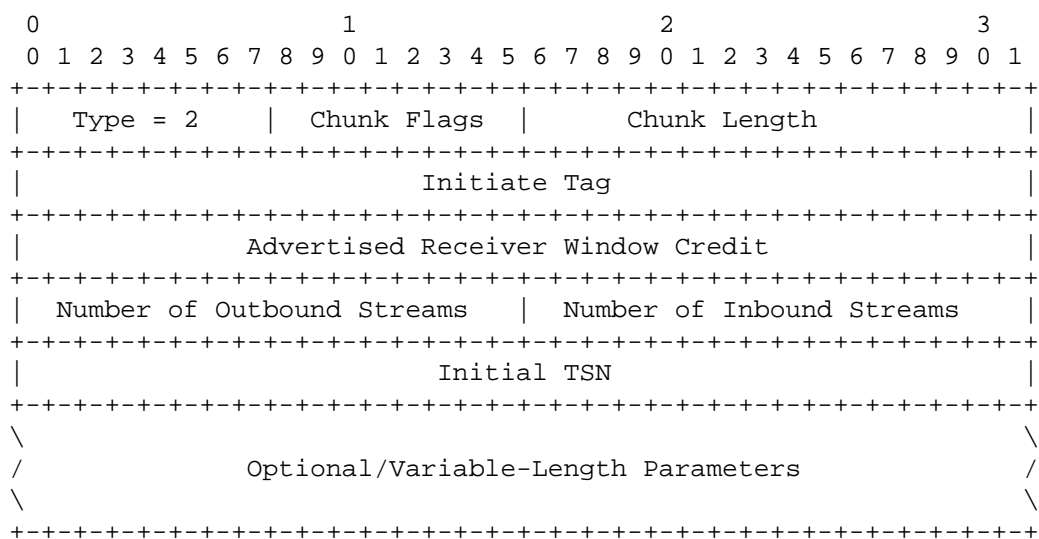 0                   1                   2                   3
 0 1 2 3 4 5 6 7 8 9 0 1 2 3 4 5 6 7 8 9 0 1 2 3 4 5 6 7 8 9 0 1
+-+-+-+-+-+-+-+-+-+-+-+-+-+-+-+-+-+-+-+-+-+-+-+-+-+-+-+-+-+-+-+-+
|   Type = 2    |  Chunk Flags  |      Chunk Length             |
+-+-+-+-+-+-+-+-+-+-+-+-+-+-+-+-+-+-+-+-+-+-+-+-+-+-+-+-+-+-+-+-+
|                         Initiate Tag                          |
+-+-+-+-+-+-+-+-+-+-+-+-+-+-+-+-+-+-+-+-+-+-+-+-+-+-+-+-+-+-+-+-+
|              Advertised Receiver Window Credit                |
+-+-+-+-+-+-+-+-+-+-+-+-+-+-+-+-+-+-+-+-+-+-+-+-+-+-+-+-+-+-+-+-+
|  Number of Outbound Streams   |  Number of Inbound Streams    |
+-+-+-+-+-+-+-+-+-+-+-+-+-+-+-+-+-+-+-+-+-+-+-+-+-+-+-+-+-+-+-+-+
|                          Initial TSN                          |
+-+-+-+-+-+-+-+-+-+-+-+-+-+-+-+-+-+-+-+-+-+-+-+-+-+-+-+-+-+-+-+-+
\                                                               \
/              Optional/Variable-Length Parameters              /
\                                                               \
+-+-+-+-+-+-+-+-+-+-+-+-+-+-+-+-+-+-+-+-+-+-+-+-+-+-+-+-+-+-+-+-+